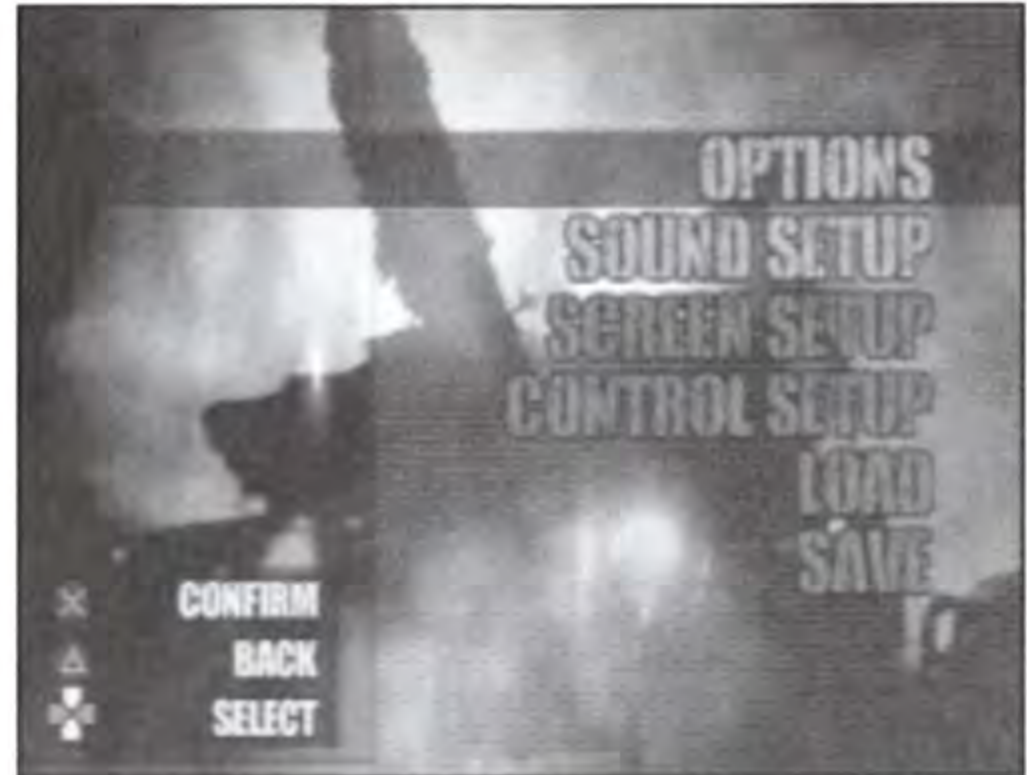 OPTIONS
SOUND SETUP
SCREEN SETUP
CONTROL SETUP
LOAD
SAVE
CONFIRM
BACK
SELECT